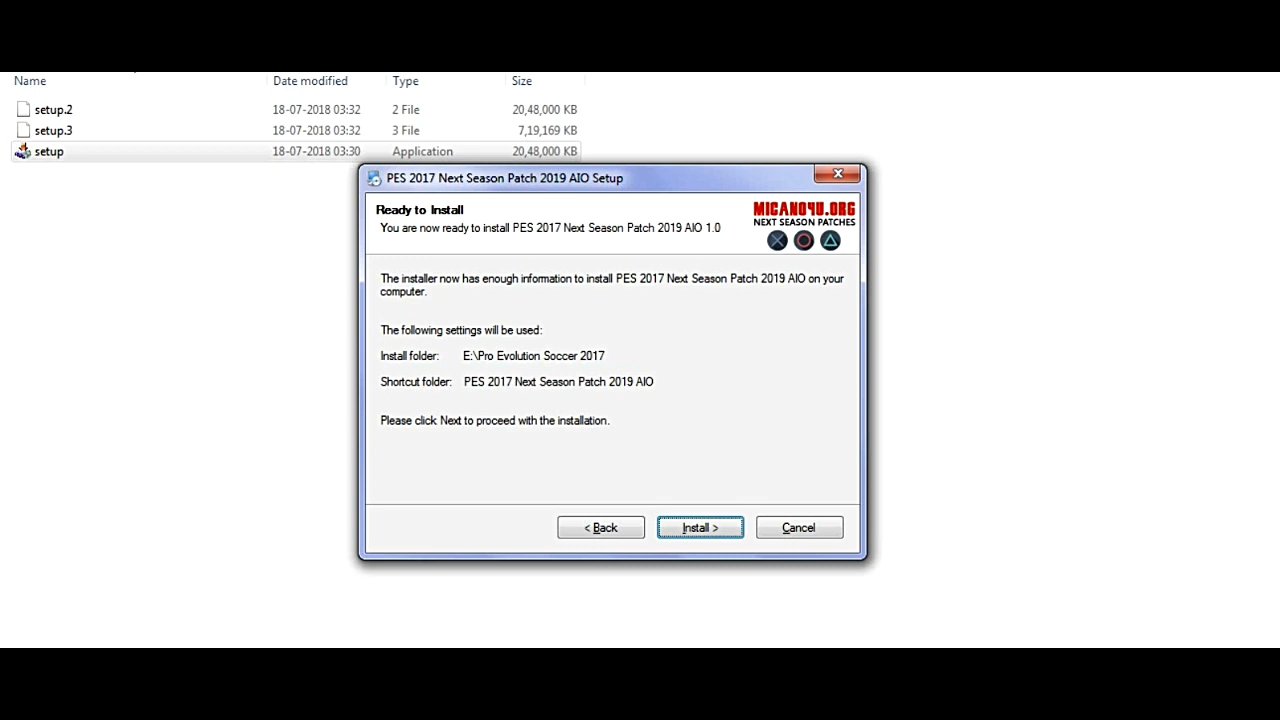 Name Date modified Type Size
setup.2 18-07-2018 03:32 2 File 20,48,000 KB
setup.3 18-07-2018 03:32 3 File 7,19,169 KB
setup 18-07-2018 03:30 Application 20,48,000 KB
PES 2017 Next Season Patch 2019 AIO Setup
Ready to Install
You are now ready to install PES 2017 Next Season Patch 2019 AIO 1.0
MICANO4U.ORG
NEXT SEASON PATCHES
The installer now has enough information to install PES 2017 Next Season Patch 2019 AIO on your
computer.
The following settings will be used:
Install folder: E:\Pro Evolution Soccer 2017
Shortcut folder: PES 2017 Next Season Patch 2019 AIO
Please click Next to proceed with the installation.
< Back Install > Cancel